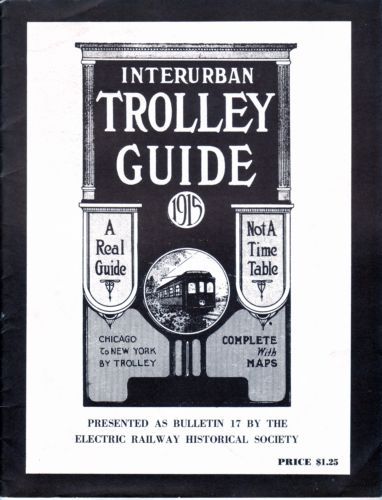 INTERURBAN
TROLLEY
GUIDE
1915
A
Real
Guide
Not A
Time
Table
CHICAGO
To NEW YORK
BY TROLLEY
COMPLETE
With
MAPS
PRESENTED AS BULLETIN 17 BY THE
ELECTRIC RAILWAY HISTORICAL SOCIETY
PRICE $1.25